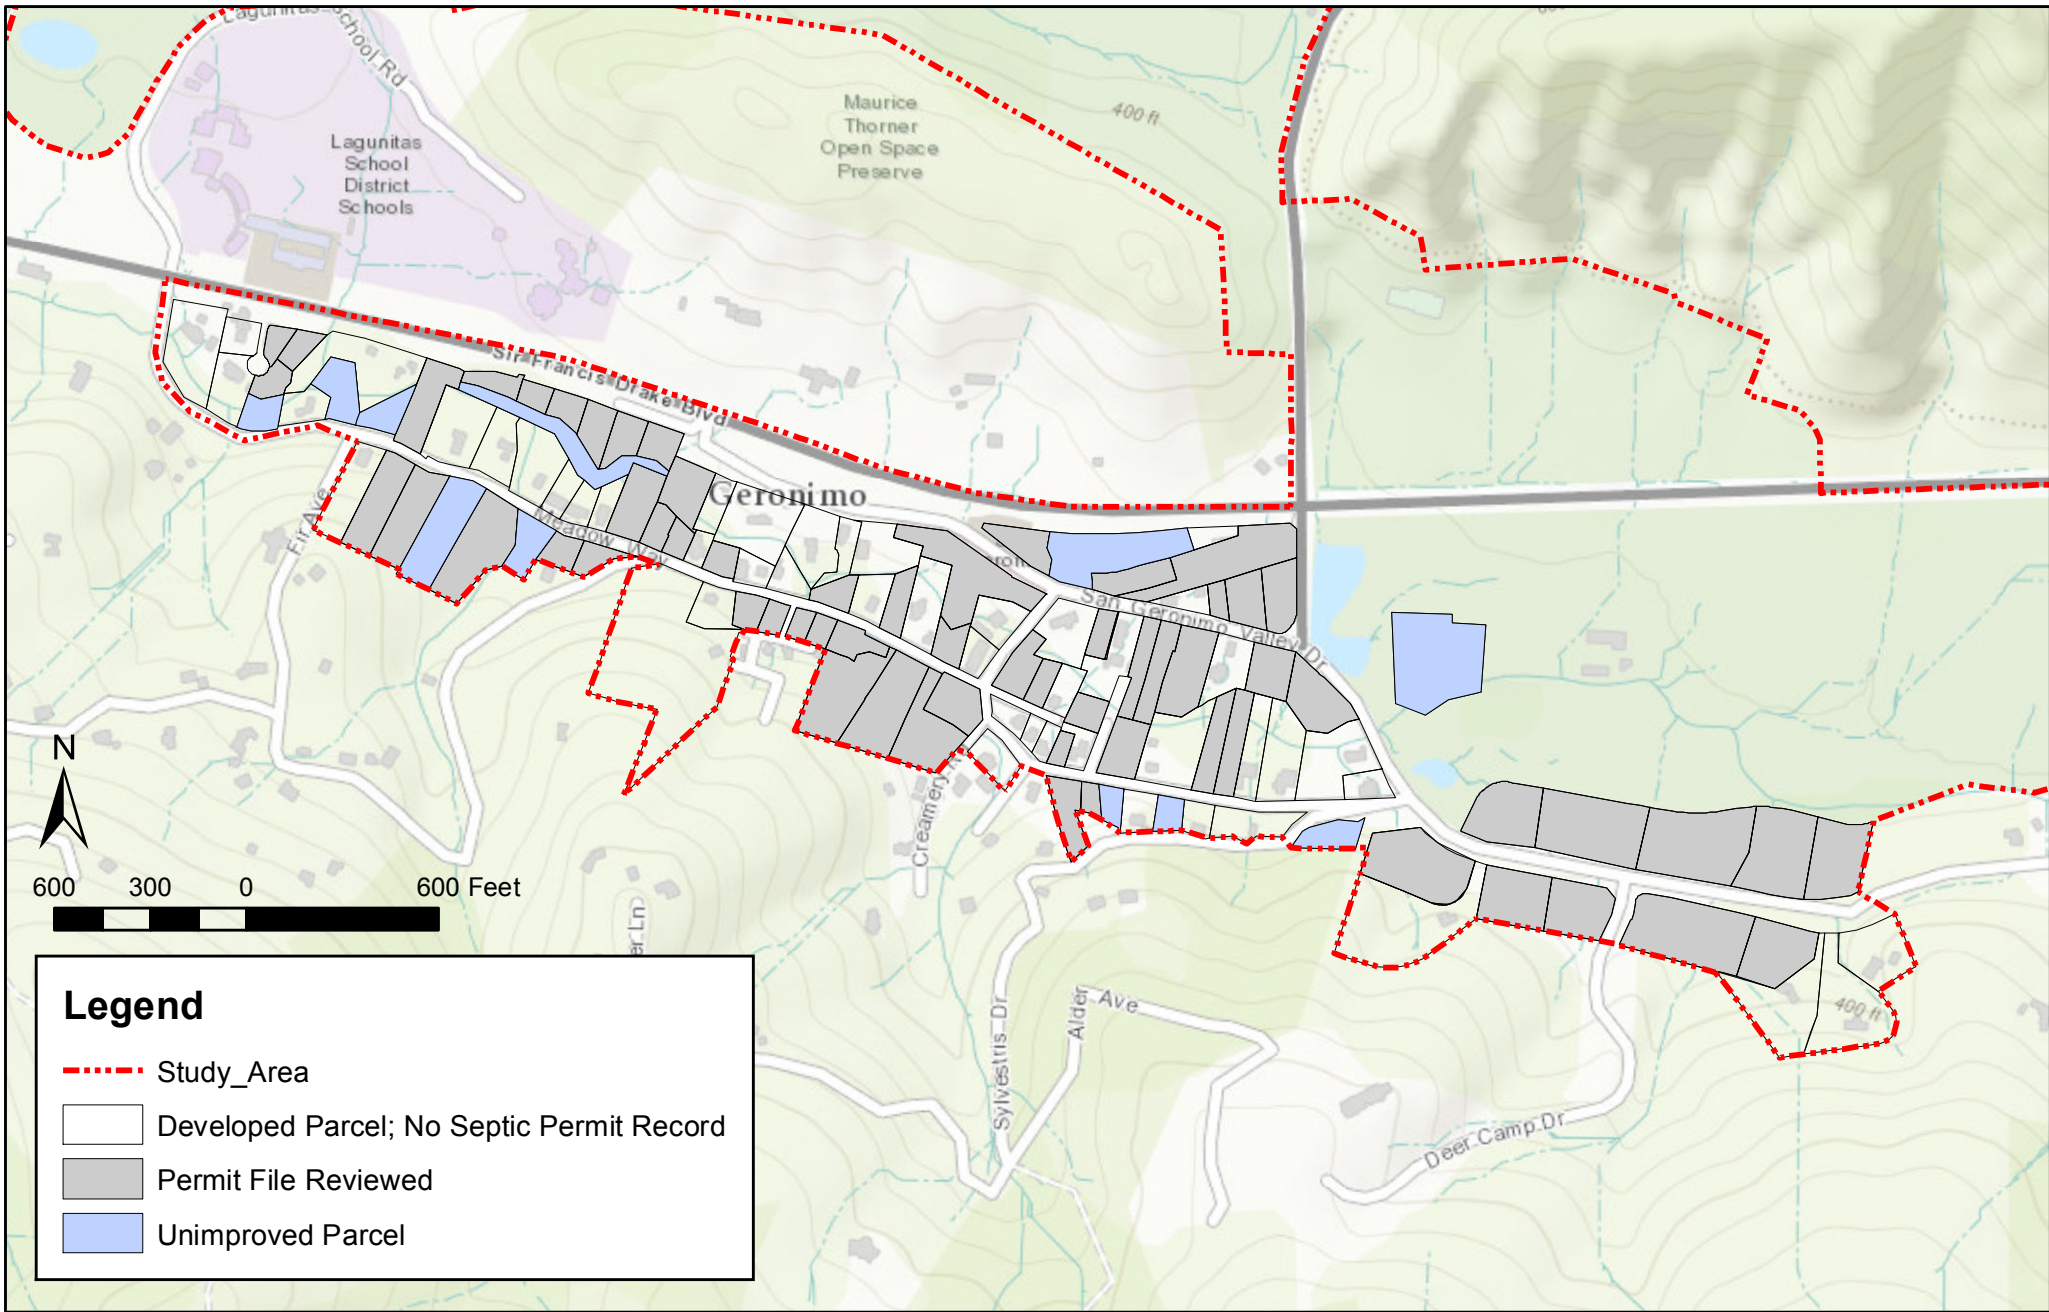 Lagunitas School Rd
Lagunitas
School
District
Schools
Maurice
Thorner
Open Space
Preserve
400 ft
Sir Francis Drake Blvd
Geronimo
Fir Ave
Meadow Way
San Geronimo Valley Dr
Creamery
N
600 300 0 600 Feet
Sylvestris Dr
Alder Ave
Deer Camp Dr
400 ft
Legend
Study_Area
Developed Parcel; No Septic Permit Record
Permit File Reviewed
Unimproved Parcel